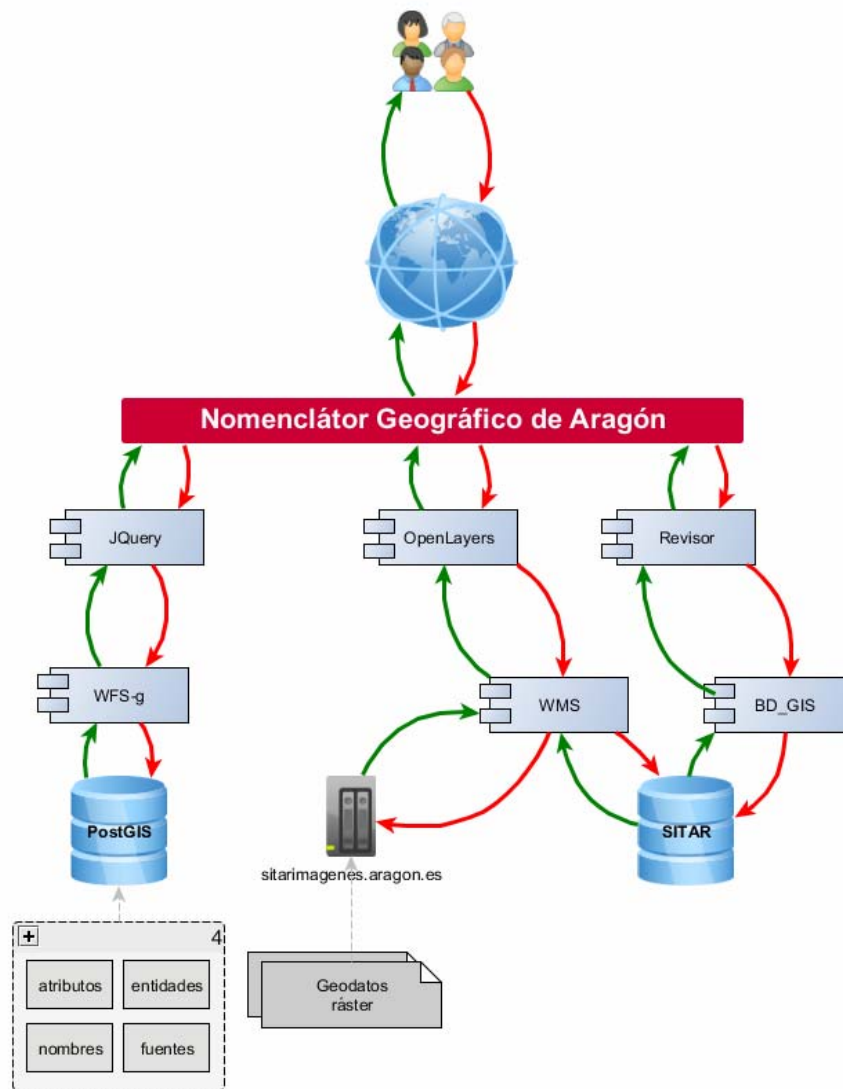 Nomenclátor Geográfico de Aragón
JQuery
OpenLayers
Revisor
WFS-g
WMS
BD_GIS
PostGIS
SITAR
sitarimagenes.aragon.es
4
atributos
entidades
nombres
fuentes
Geodatos
ráster